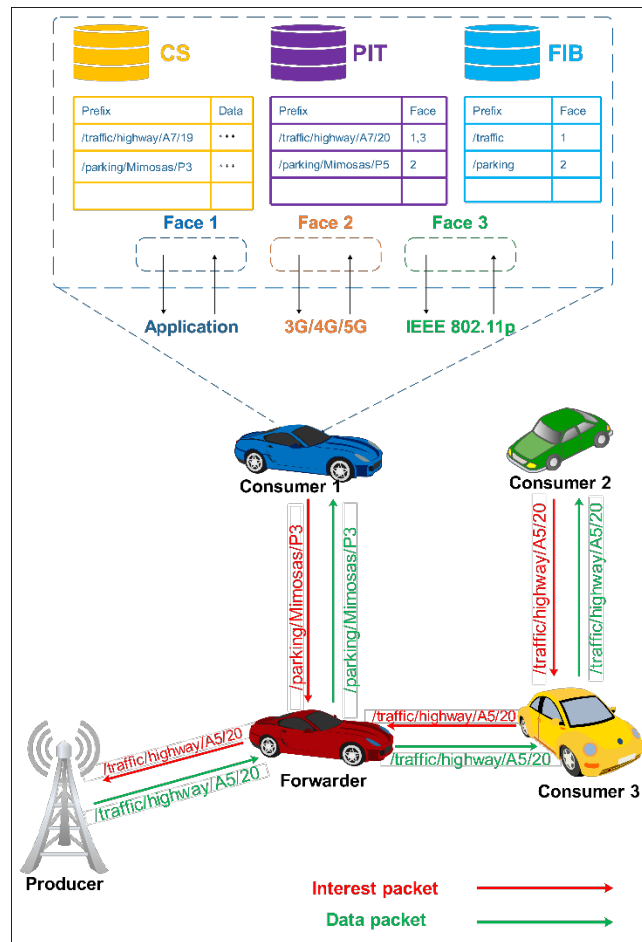 CS
PIT
FIB
Prefix Data
/traffic/highway/A7/19 ***
/parking/Mimosas/P3 ***
Prefix Face
/traffic/highway/A7/20 1,3
/parking/Mimosas/P5 2
Prefix Face
/traffic 1
/parking 2
Face 1
Face 2
Face 3
Application
3G/4G/5G
IEEE 802.11p
Consumer 1
Consumer 2
/parking/Mimosas/P3
/parking/Mimosas/P3
/traffic/highway/A5/20
/traffic/highway/A5/20
/traffic/highway/A5/20
/traffic/highway/A5/20
/traffic/highway/A5/20
/traffic/highway/A5/20
Forwarder
Consumer 3
Producer
Interest packet
Data packet